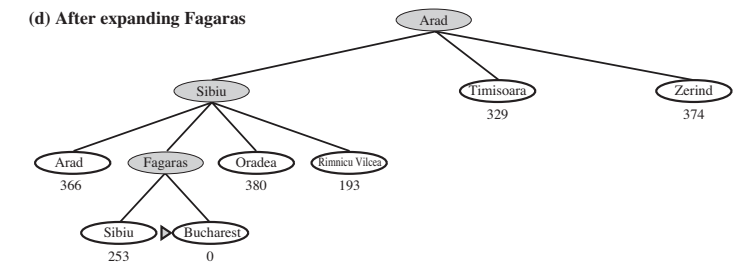 (d) After expanding Fagaras
Arad
Sibiu
Timisoara
Zerind
329
374
Arad
Fagaras
Oradea
Rimnicu Vilcea
366
380
193
Sibiu
Bucharest
253
0